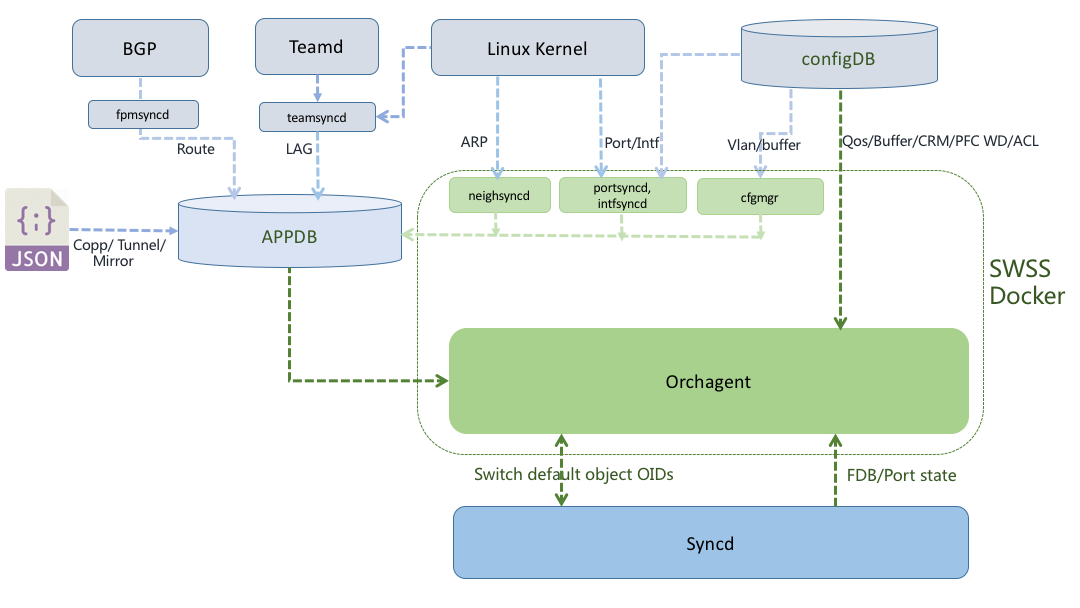 BGP
Teamd
Linux Kernel
configDB
fpmsyncd
teamsyncd
Route
LAG
ARP
Port/Intf
Vlan/buffer
Qos/Buffer/CRM/PFC WD/ACL
neighsyncd
portsyncd,
intfsyncd
cfgmgr
{;}
JSON
Copp/ Tunnel/
Mirror
APPDB
SWSS
Docker
Orchagent
Switch default object OIDs
FDB/Port state
Syncd